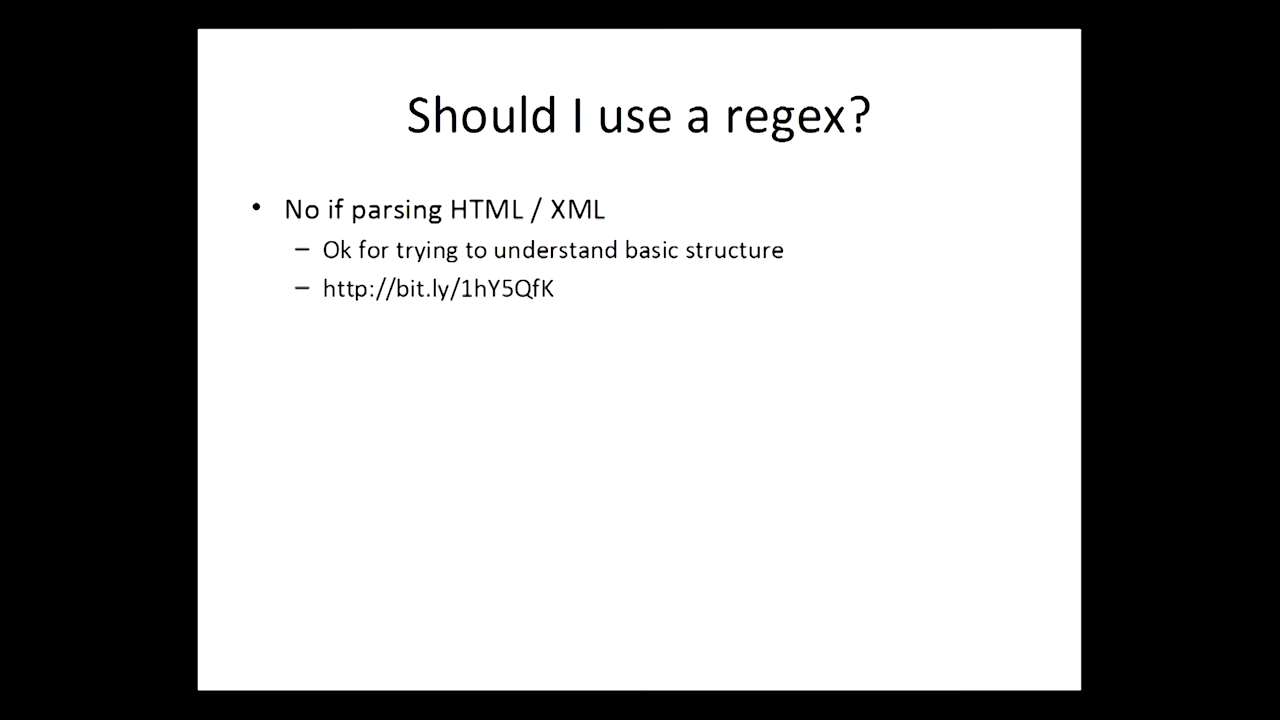 Should I use a regex?
• No if parsing HTML / XML
– Ok for trying to understand basic structure
– http://bit.ly/1hY5QfK